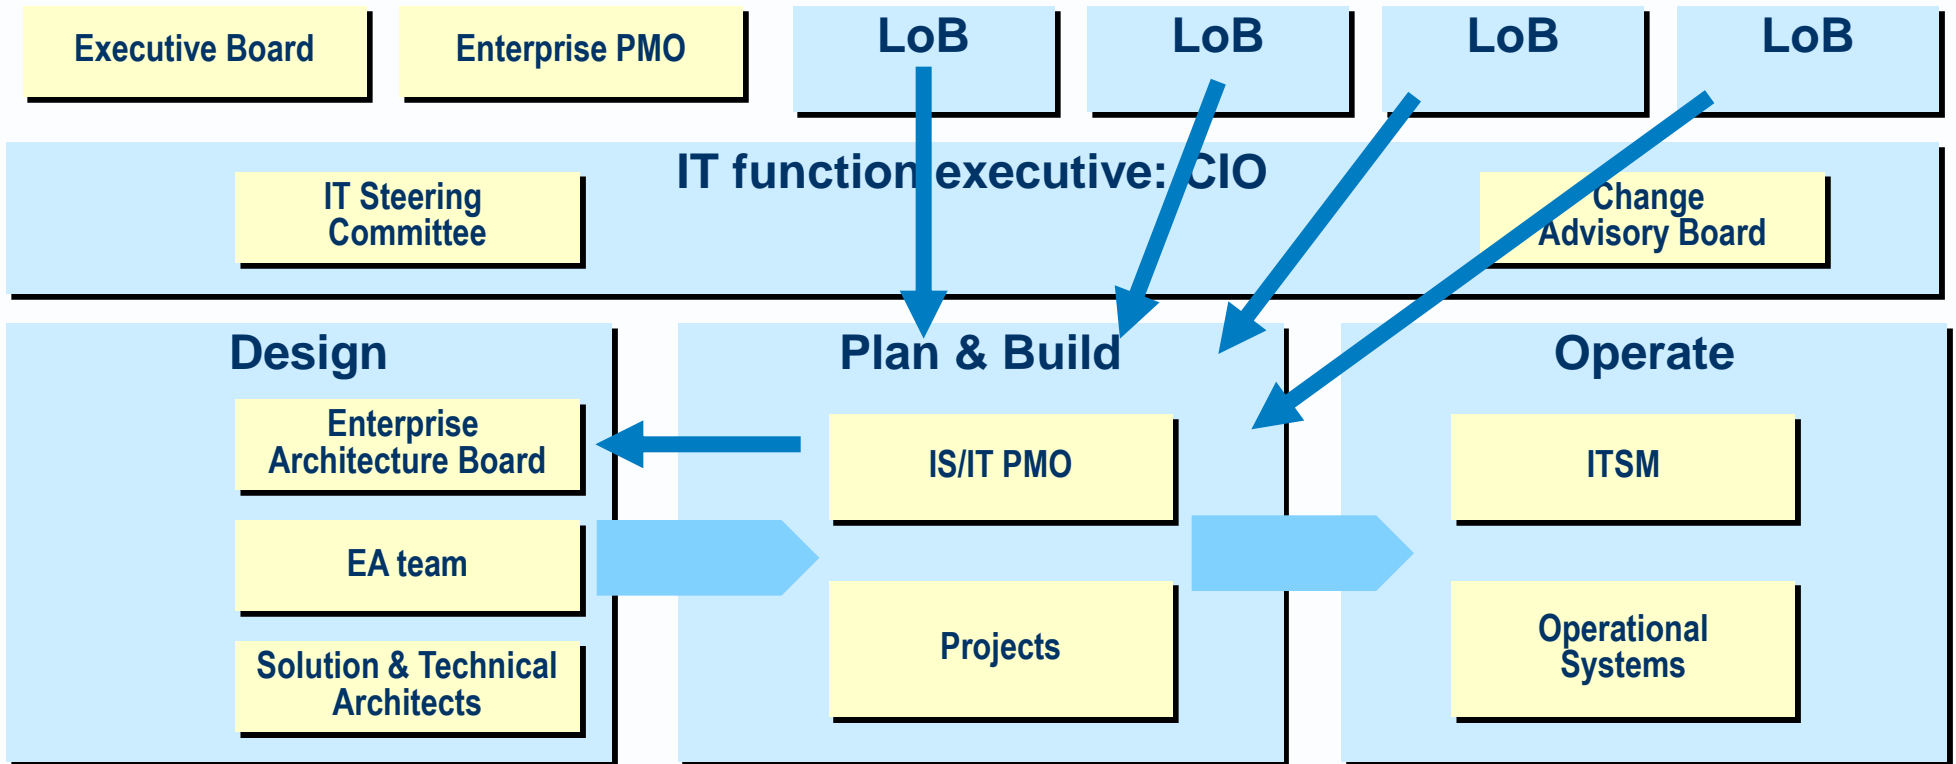 Executive Board
Enterprise PMO
LoB
LoB
LoB
LoB
IT function executive: CIO
IT Steering
Committee
Change
Advisory Board
Design
Enterprise
Architecture Board
EA team
Solution & Technical
Architects
Plan & Build
IS/IT PMO
Projects
Operate
ITSM
Operational
Systems